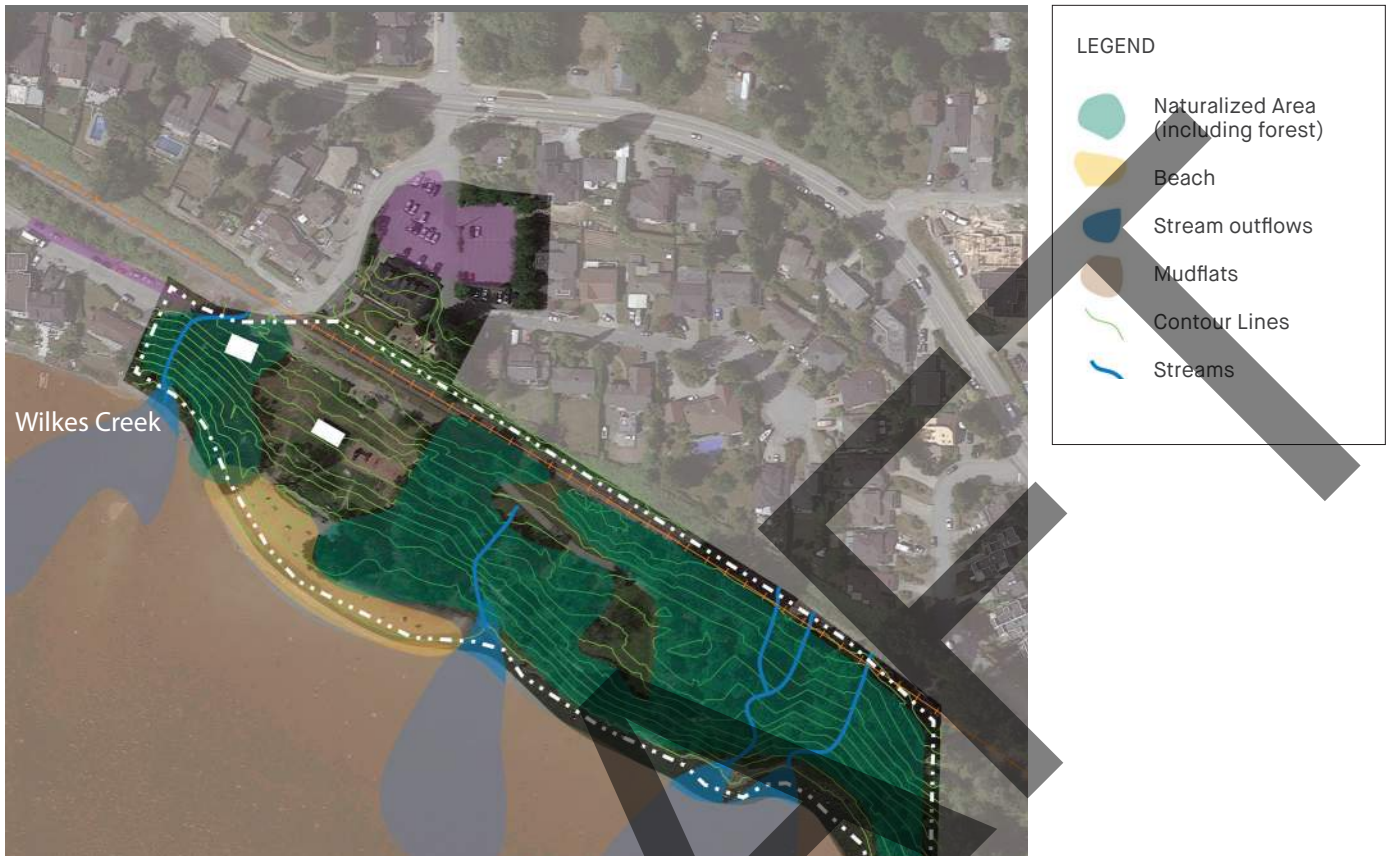 LEGEND
Naturalized Area
(including forest)
Beach
Stream outflows
Mudflats
Contour Lines
Streams
Wilkes Creek